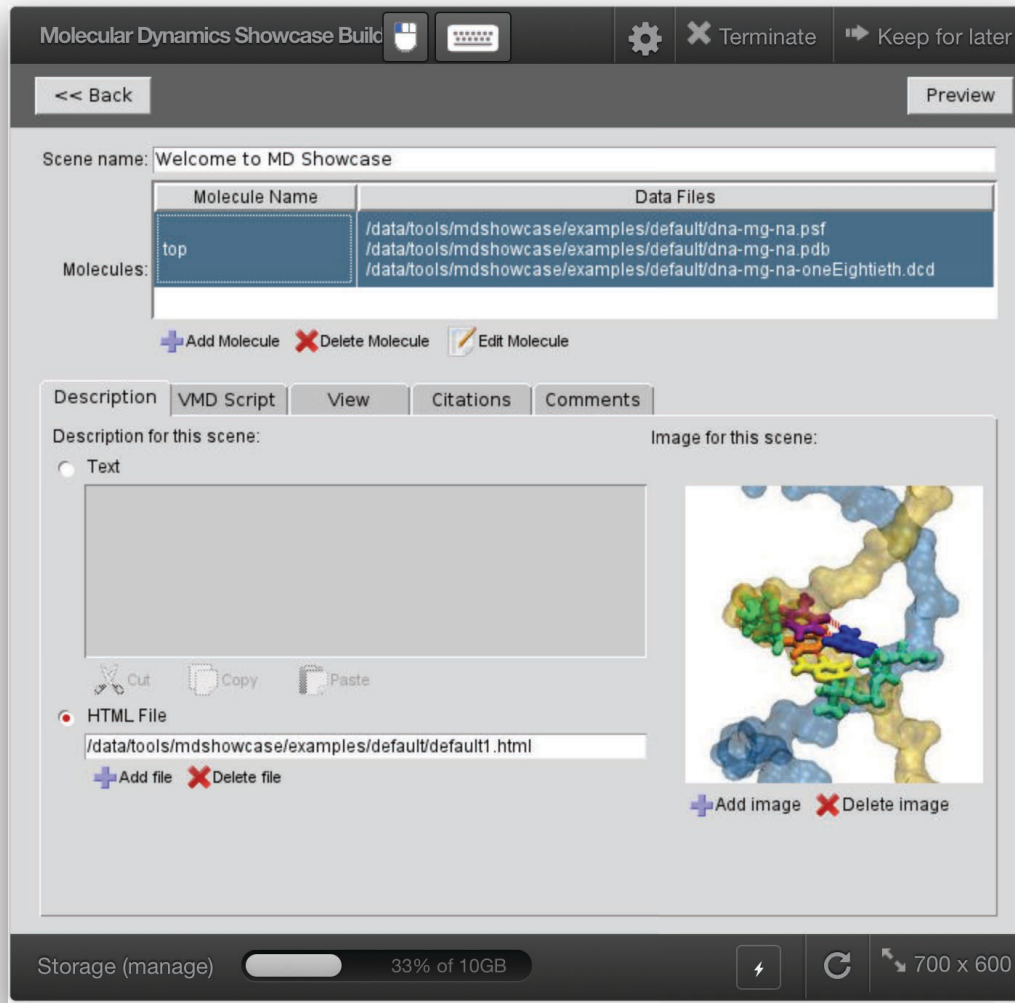 Molecular Dynamics Showcase Build
Terminate
Keep for later
<< Back
Preview
Scene name: Welcome to MD Showcase
Molecule Name Data Files
Molecules:
top
/data/tools/mdshowcase/examples/default/dna-mg-na.psf
/data/tools/mdshowcase/examples/default/dna-mg-na.pdb
/data/tools/mdshowcase/examples/default/dna-mg-na-oneEightieth.dcd
Add Molecule Delete Molecule Edit Molecule
Description VMD Script View Citations Comments
Description for this scene:
Image for this scene:
Text
Cut Copy Paste
HTML File
/data/tools/mdshowcase/examples/default/default1.html
Add file Delete file
Add image Delete image
Storage (manage) 33% of 10GB 700 x 600